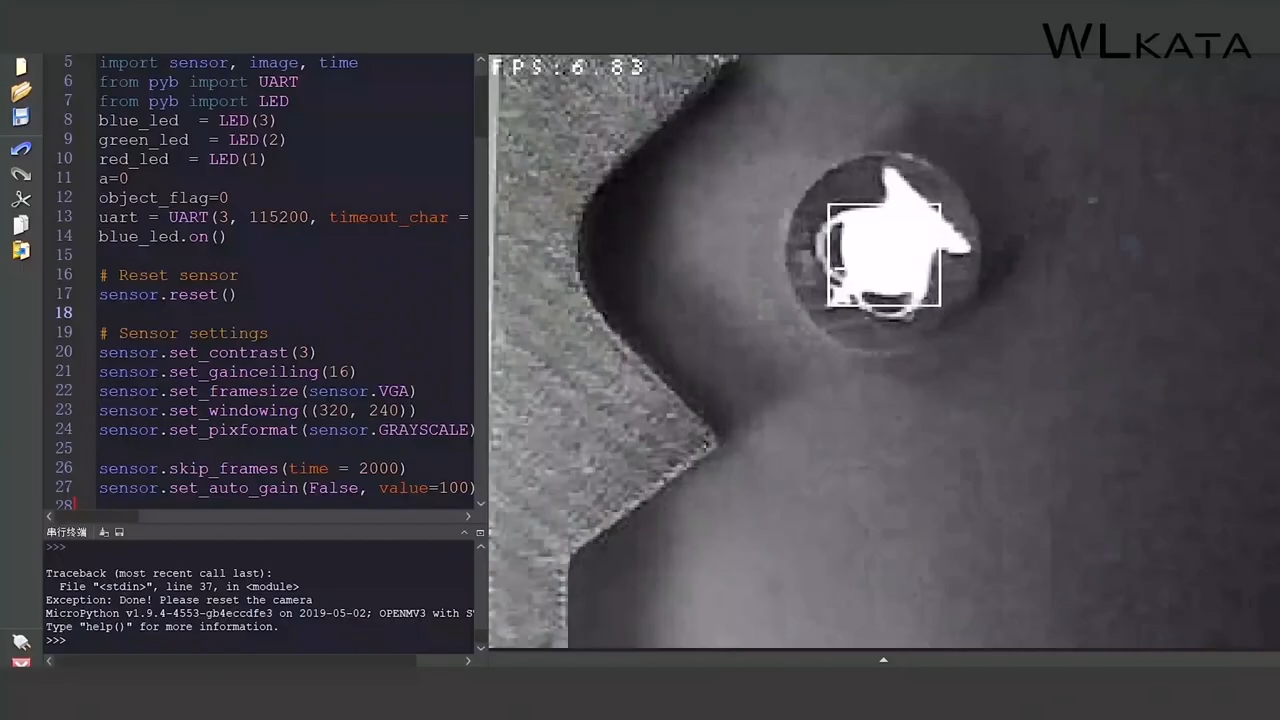 WLKATA
5 import sensor, image, time
6 from pyb import UART
7 from pyb import LED
8 blue_led  = LED(3)
9 green_led  = LED(2)
10 red_led  = LED(1)
11 a=0
12 object_flag=0
13 uart = UART(3, 115200, timeout_char =
14 blue_led.on()
15
16 # Reset sensor
17 sensor.reset()
18
19 # Sensor settings
20 sensor.set_contrast(3)
21 sensor.set_gainceiling(16)
22 sensor.set_framesize(sensor.VGA)
23 sensor.set_windowing((320, 240))
24 sensor.set_pixformat(sensor.GRAYSCALE)
25
26 sensor.skip_frames(time = 2000)
27 sensor.set_auto_gain(False, value=100)
28
串行终端
>>>
Traceback (most recent call last):
  File "<stdin>", line 37, in <module>
Exception: Done! Please reset the camera
MicroPython v1.9.4-4553-gb4eccdfe3 on 2019-05-02; OPENMV3 with
Type "help()" for more information.
>>>
FPS:6.83